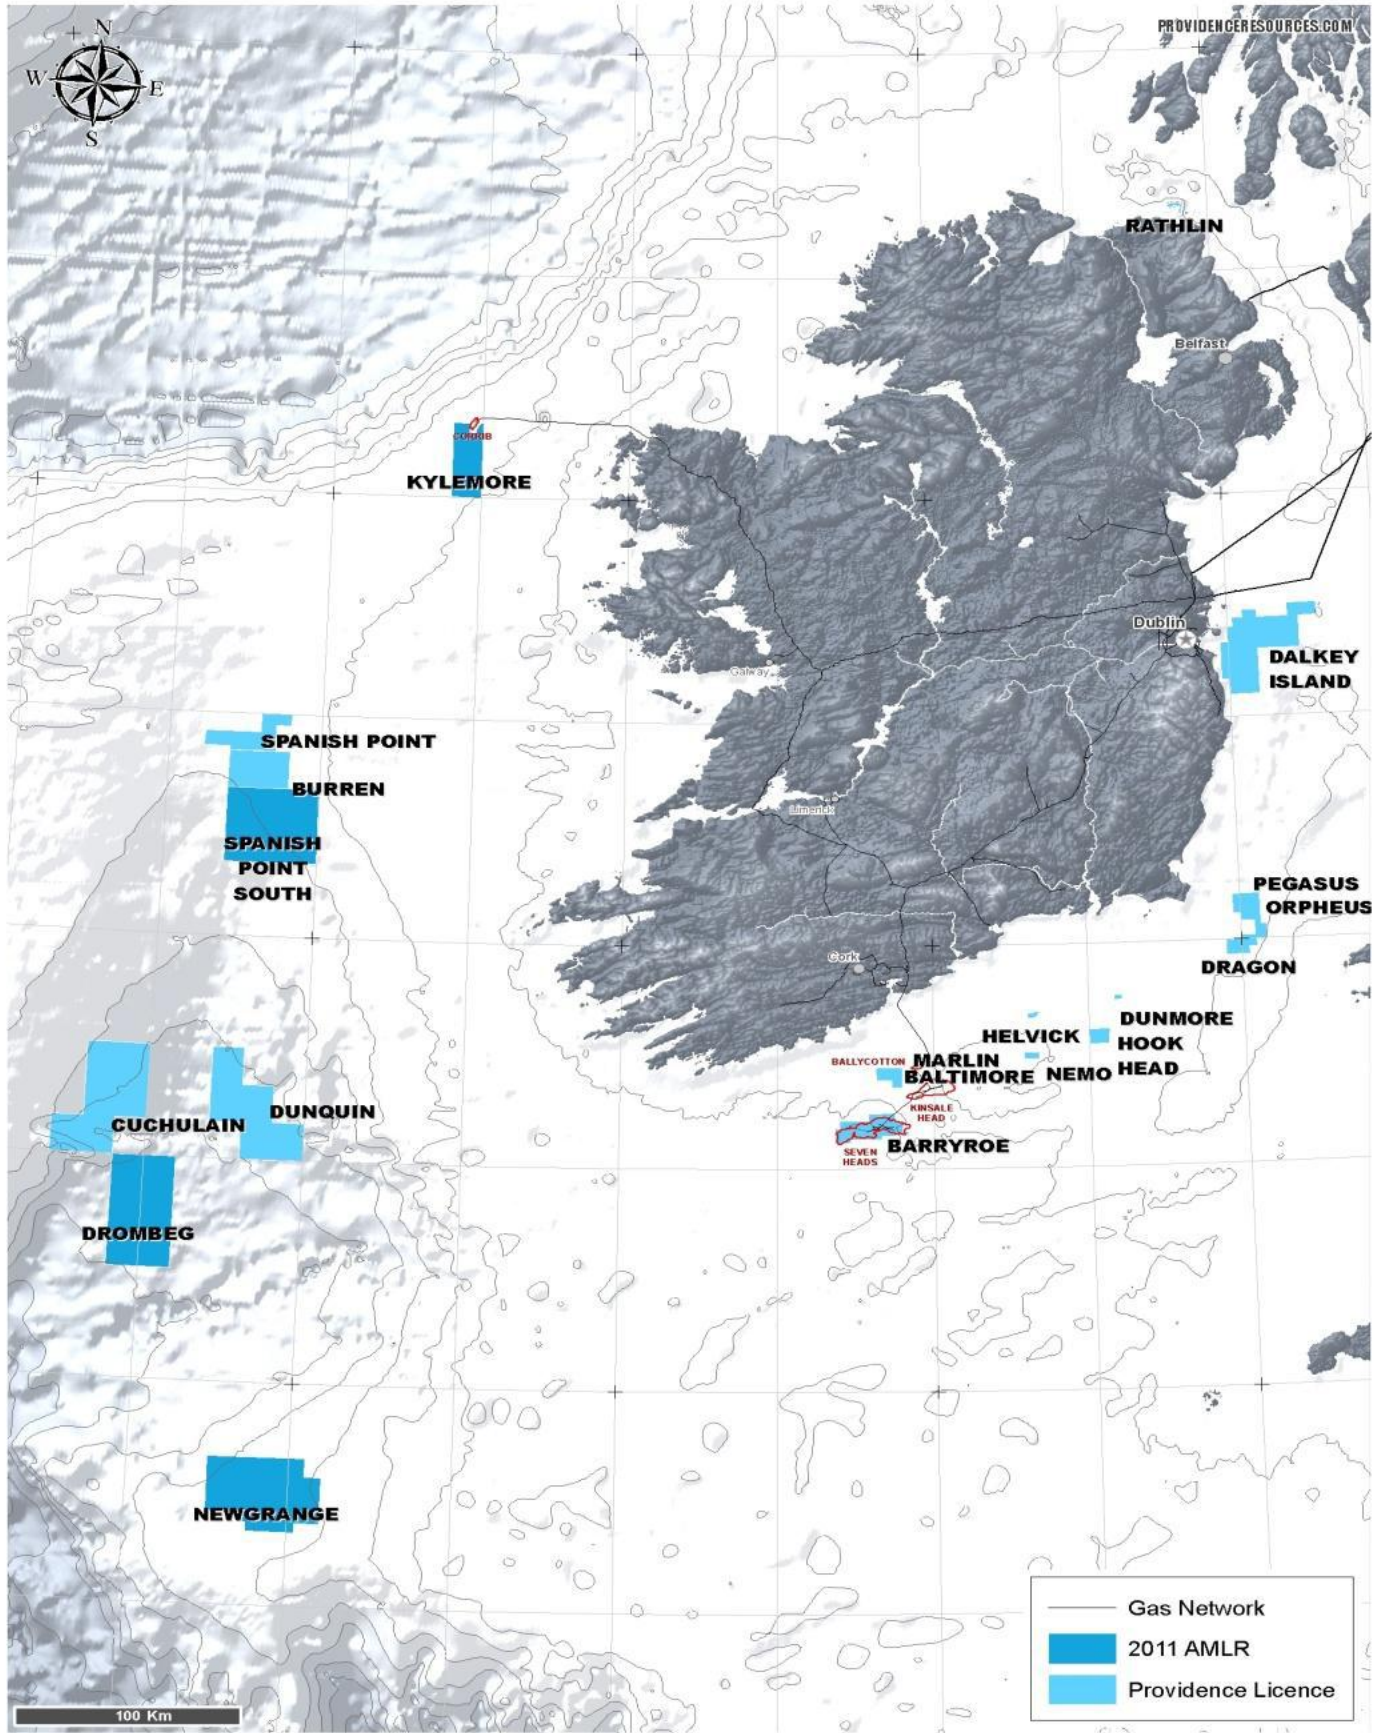 PROVIDENCERESOURCES.COM
N
W
E
S
RATHLIN
Belfast
CORRIB
KYLEMORE
Dublin
DALKEY
ISLAND
Galway
SPANISH POINT
BURREN
Limerick
SPANISH
POINT
SOUTH
PEGASUS
ORPHEUS
DRAGON
Cork
DUNMORE
HELVICK
HOOK
HEAD
BALLYCOTTON
MARLIN
BALTIMORE
NEMO
KINSALE
HEAD
DUNQUIN
CUCHULAIN
BARRYROE
SEVEN
HEADS
DROMBEG
NEWGRANGE
Gas Network
2011 AMLR
Providence Licence
100 Km